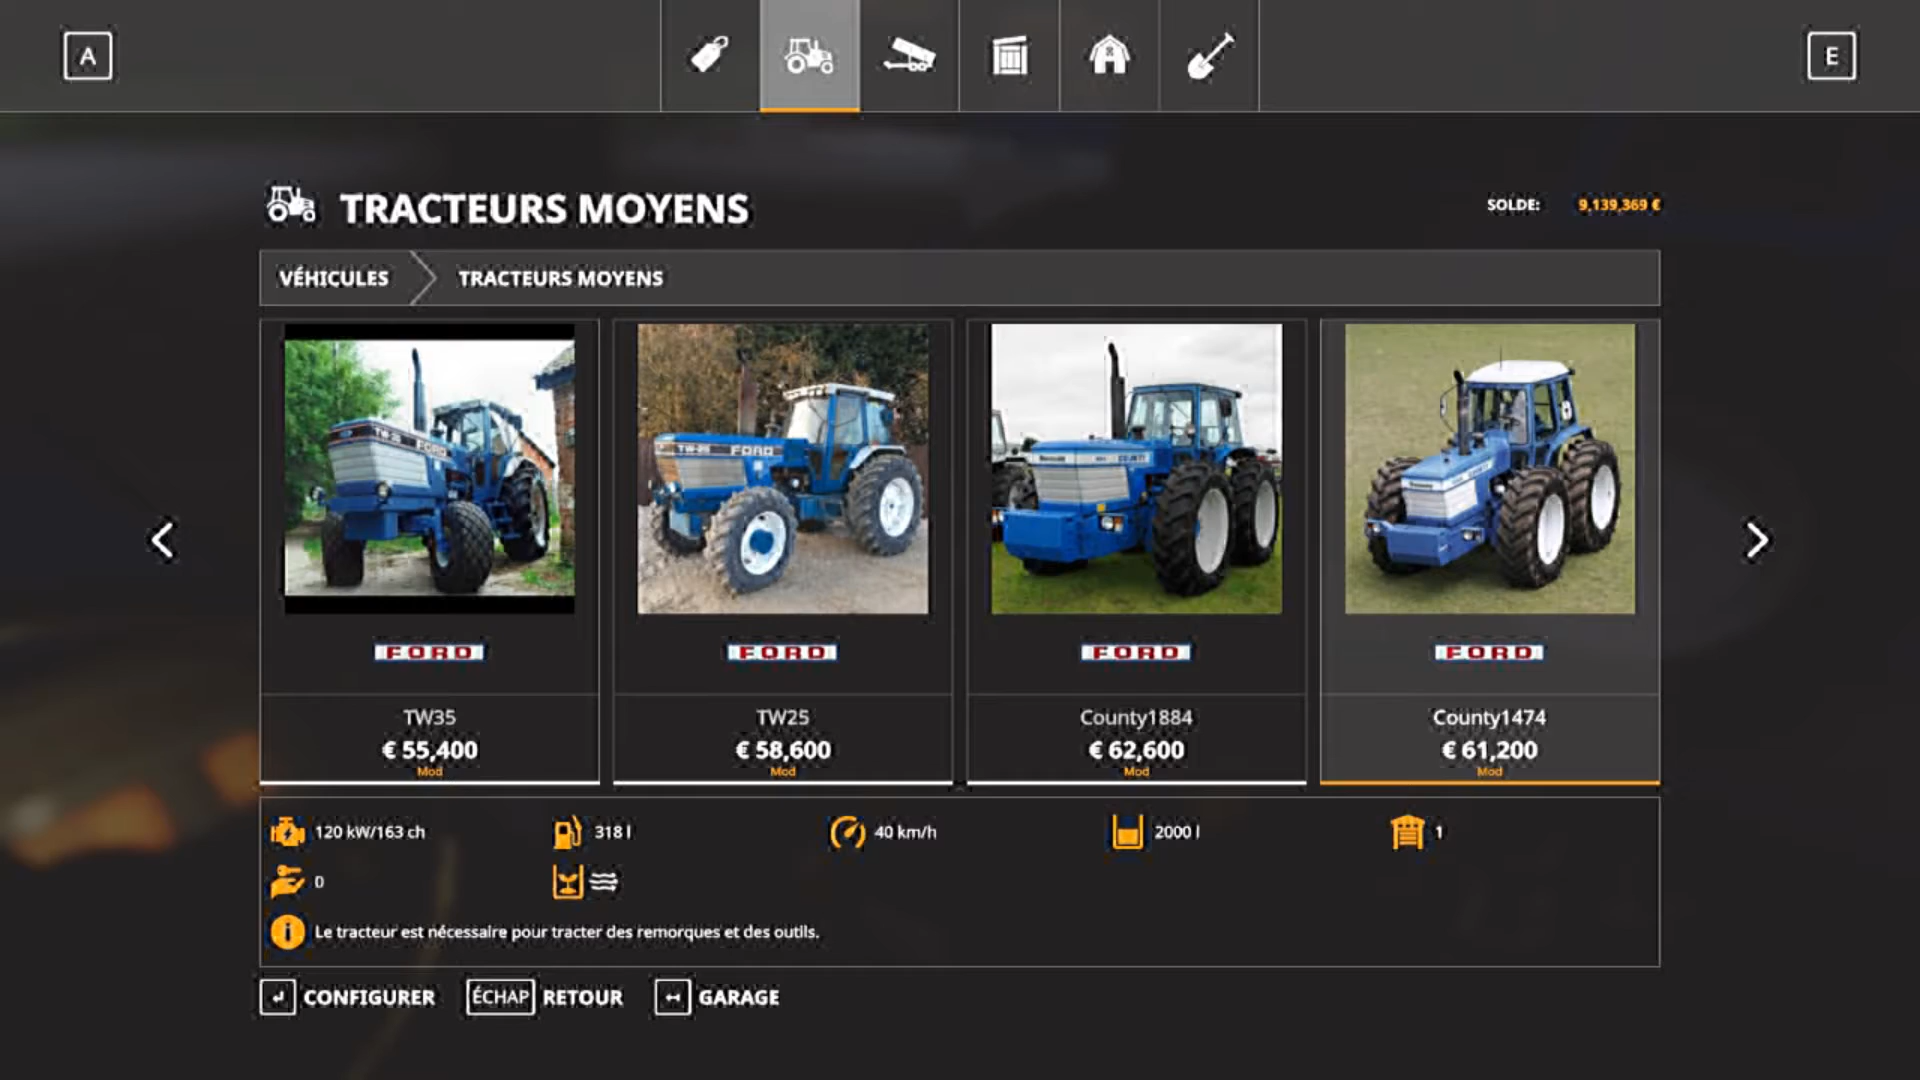 A
E
TRACTEURS MOYENS
SOLDE: 9,139,369 €
VÉHICULES TRACTEURS MOYENS
FORD FORD FORD FORD
TW35 TW25 County1884 County1474
€ 55,400 € 58,600 € 62,600 € 61,200
Mod Mod Mod Mod
120 kW/163 ch 318 l 40 km/h 2000 l 1
0
Le tracteur est nécessaire pour tracter des remorques et des outils.
CONFIGURER ÉCHAP RETOUR GARAGE